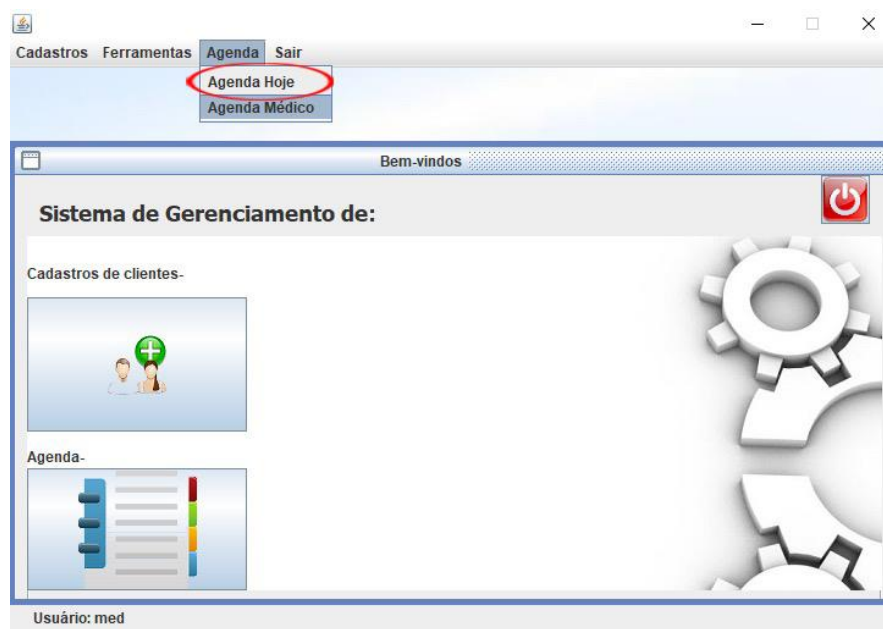 Cadastros Ferramentas Agenda Sair
Agenda Hoje
Agenda Médico
Bem-vindos
Sistema de Gerenciamento de:
Cadastros de clientes-
Agenda-
Usuário: med